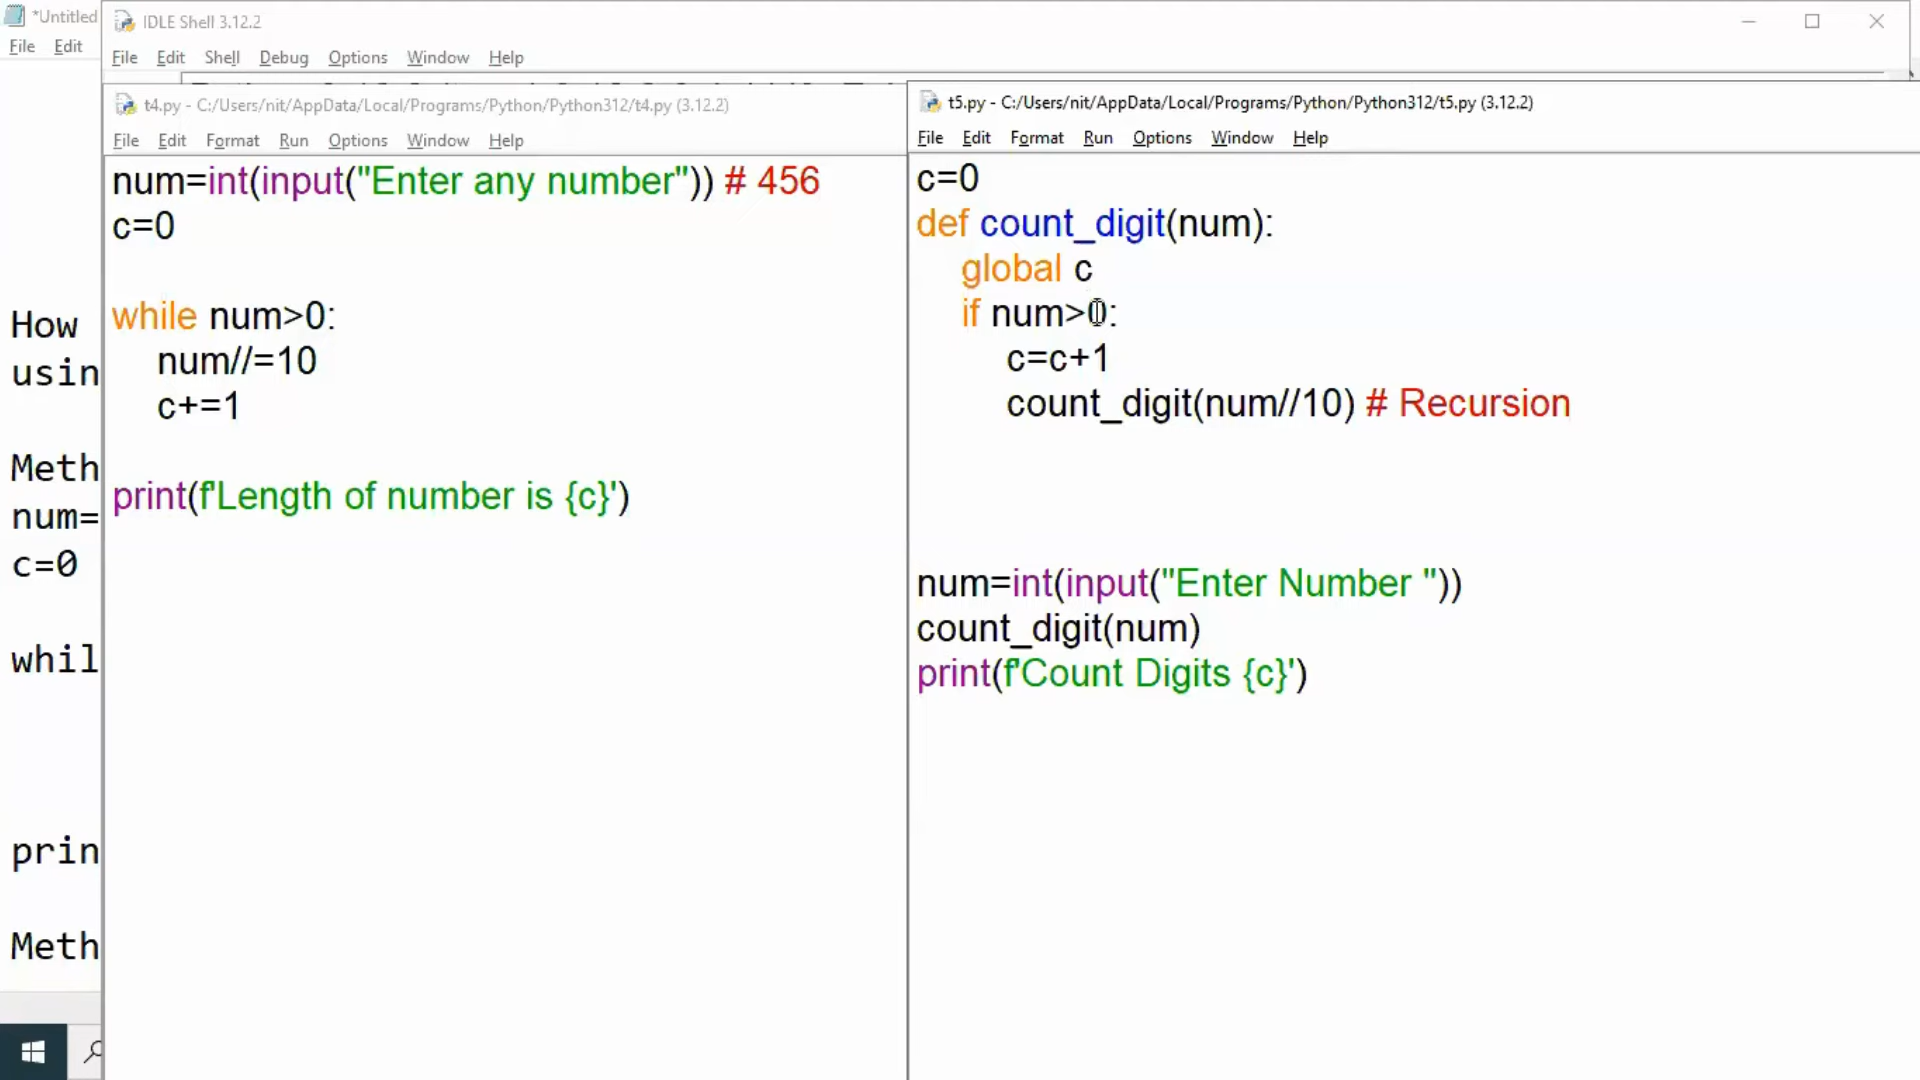 *Untitled
File Edit
How
usin
Meth
num=
c=0
whil
prin
Meth
IDLE Shell 3.12.2
File Edit Shell Debug Options Window Help
t4.py - C:/Users/nit/AppData/Local/Programs/Python/Python312/t4.py (3.12.2)
File Edit Format Run Options Window Help
num=int(input("Enter any number")) # 456
c=0
while num>0:
num//=10
c+=1
print(f'Length of number is {c}')
t5.py - C:/Users/nit/AppData/Local/Programs/Python/Python312/t5.py (3.12.2)
File Edit Format Run Options Window Help
c=0
def count_digit(num):
global c
if num>0:
c=c+1
count_digit(num//10) # Recursion
num=int(input("Enter Number "))
count_digit(num)
print(f'Count Digits {c}')